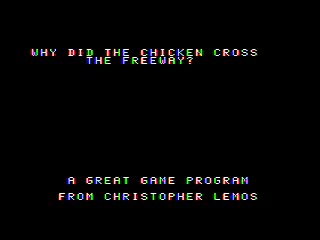 WHY DID THE CHICKEN CROSS
THE FREEWAY?
A GREAT GAME PROGRAM
FROM CHRISTOPHER LEMOS